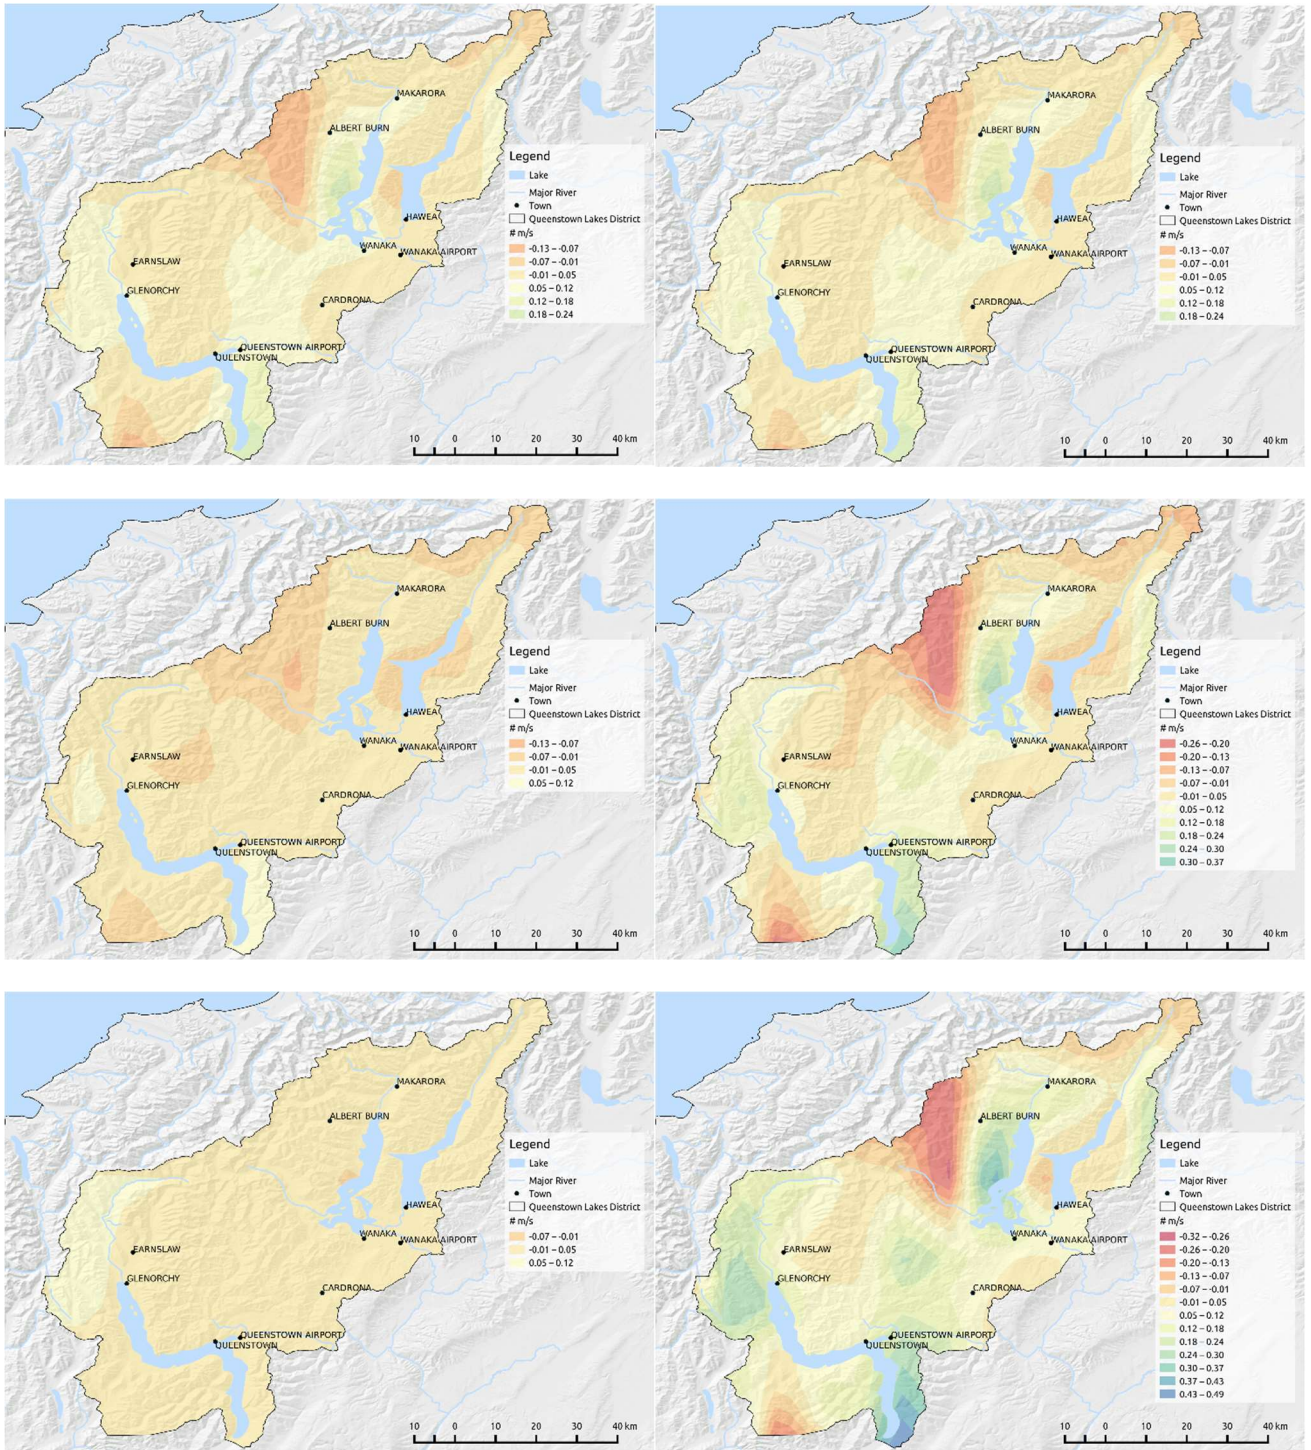 MAKARORA
ALBERT BURN
Legend
Lake
Major River
Town
Queenstown Lakes District
# m/s
-0.13 – -0.07
-0.07 – -0.01
-0.01 – 0.05
0.05 – 0.12
0.12 – 0.18
0.18 – 0.24
HAWEA
WANAKA
WANAKA AIRPORT
EARNSLAW
GLENORCHY
CARDRONA
QUEENSTOWN AIRPORT
QUEENSTOWN
10 0 10 20 30 40 km
MAKARORA
ALBERT BURN
Legend
Lake
Major River
Town
Queenstown Lakes District
# m/s
-0.13 – -0.07
-0.07 – -0.01
-0.01 – 0.05
0.05 – 0.12
0.12 – 0.18
0.18 – 0.24
HAWEA
WANAKA
WANAKA AIRPORT
EARNSLAW
GLENORCHY
CARDRONA
QUEENSTOWN AIRPORT
QUEENSTOWN
10 0 10 20 30 40 km
MAKARORA
ALBERT BURN
Legend
Lake
Major River
Town
Queenstown Lakes District
# m/s
-0.13 – -0.07
-0.07 – -0.01
-0.01 – 0.05
0.05 – 0.12
HAWEA
WANAKA
WANAKA AIRPORT
EARNSLAW
GLENORCHY
CARDRONA
QUEENSTOWN AIRPORT
QUEENSTOWN
10 0 10 20 30 40 km
MAKARORA
ALBERT BURN
Legend
Lake
Major River
Town
Queenstown Lakes District
# m/s
-0.26 – -0.20
-0.20 – -0.13
-0.13 – -0.07
-0.07 – -0.01
-0.01 – 0.05
0.05 – 0.12
0.12 – 0.18
0.18 – 0.24
0.24 – 0.30
0.30 – 0.37
HAWEA
WANAKA
WANAKA AIRPORT
EARNSLAW
GLENORCHY
CARDRONA
QUEENSTOWN AIRPORT
QUEENSTOWN
10 0 10 20 30 40 km
MAKARORA
ALBERT BURN
Legend
Lake
Major River
Town
Queenstown Lakes District
# m/s
-0.07 – -0.01
-0.01 – 0.05
0.05 – 0.12
HAWEA
WANAKA
WANAKA AIRPORT
EARNSLAW
GLENORCHY
CARDRONA
QUEENSTOWN AIRPORT
QUEENSTOWN
10 0 10 20 30 40 km
MAKARORA
ALBERT BURN
Legend
Lake
Major River
Town
Queenstown Lakes District
# m/s
-0.32 – -0.26
-0.26 – -0.20
-0.20 – -0.13
-0.13 – -0.07
-0.07 – -0.01
-0.01 – 0.05
0.05 – 0.12
0.12 – 0.18
0.18 – 0.24
0.24 – 0.30
0.30 – 0.37
0.37 – 0.43
0.43 – 0.49
HAWEA
WANAKA
WANAKA AIRPORT
EARNSLAW
GLENORCHY
CARDRONA
QUEENSTOWN AIRPORT
QUEENSTOWN
10 0 10 20 30 40 km